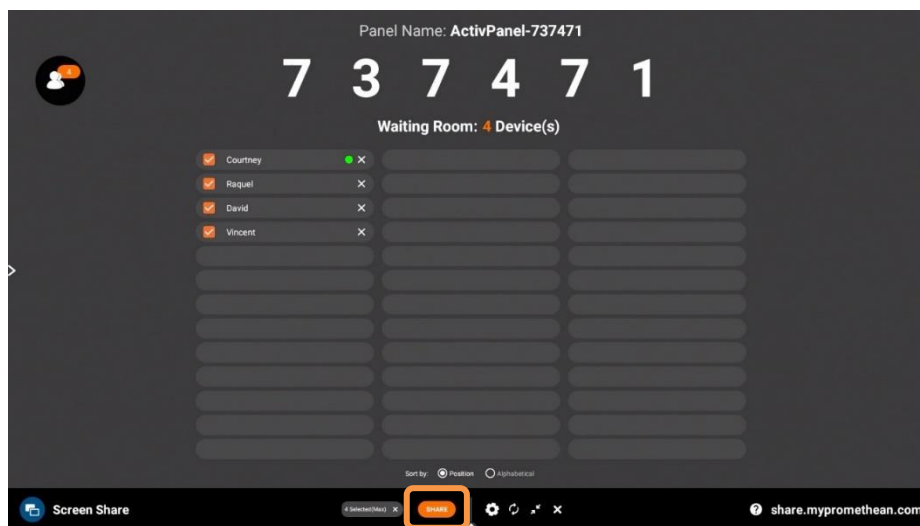 Panel Name: ActivPanel-737471
4
7 3 7 4 7 1
Waiting Room: 4 Device(s)
Courtney
Raquel
David
Vincent
Sort by: Position Alphabetical
Screen Share 4 Selected(Max) X SHARE ? share.mypromethean.com